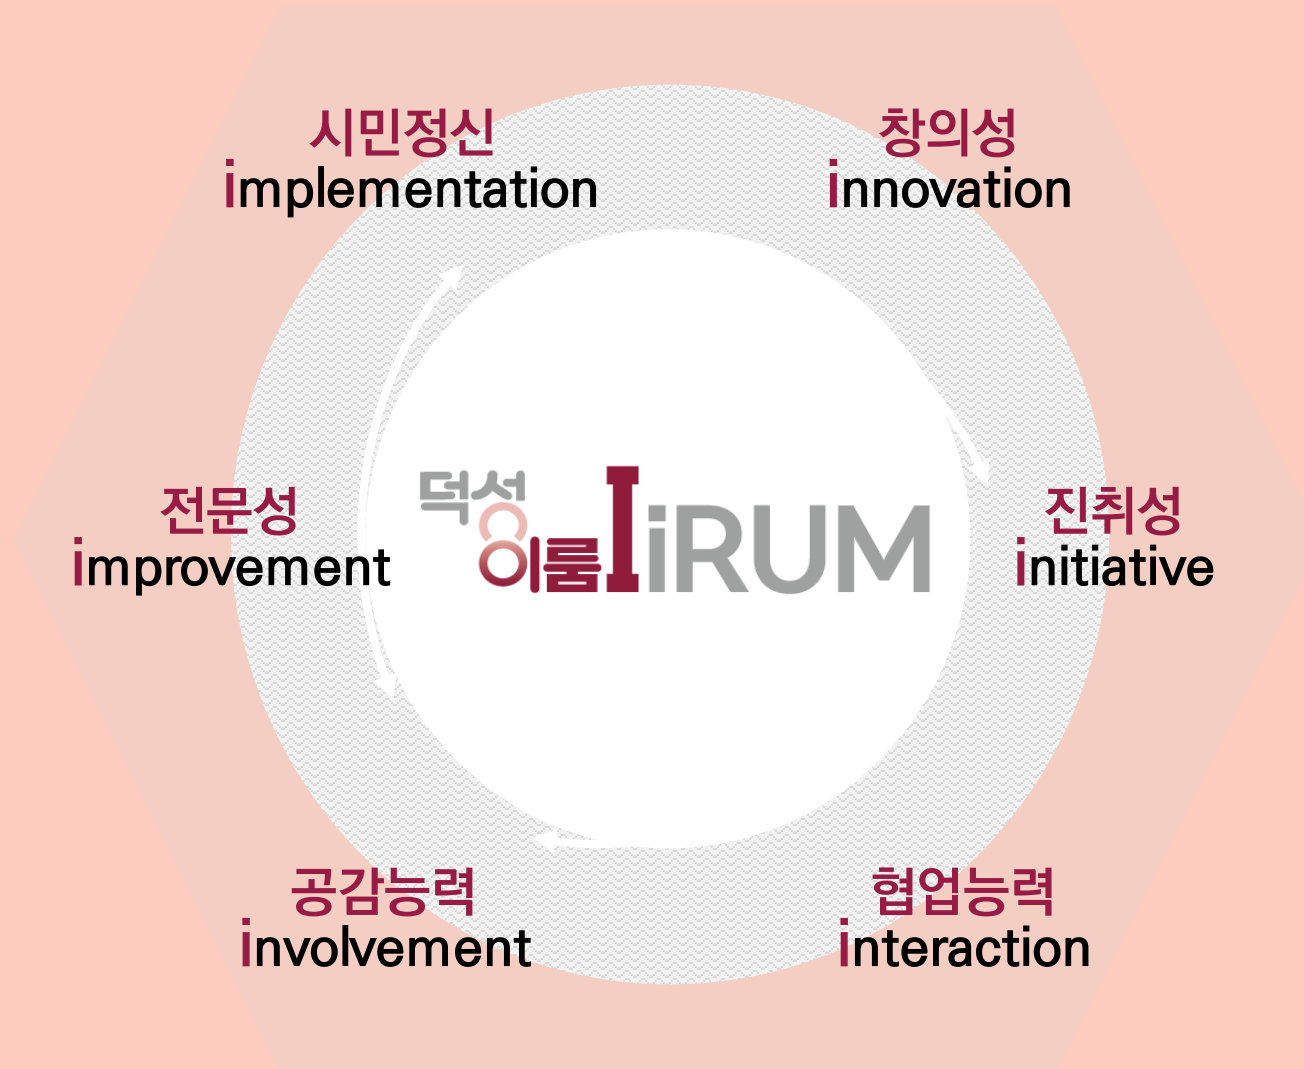 시민정신
implementation
창의성
innovation
전문성
improvement
덕성
이룸 I iRUM
진취성
initiative
공감능력
involvement
협업능력
interaction